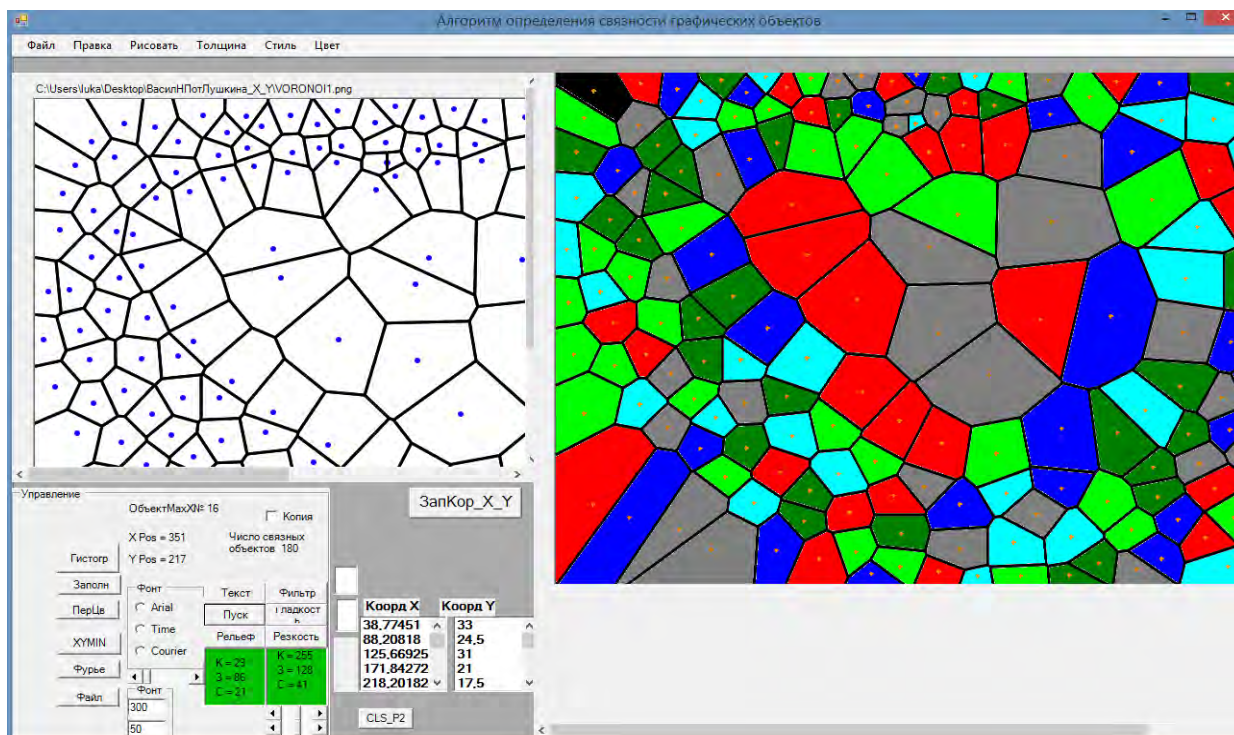 Алгоритм определения связности графических объектов
Файл Правка Рисовать Толщина Стиль Цвет
C:\Users\luka\Desktop\ВасилНПотЛушкина_X_Y\VORONOI1.png
Управление
ОбъектMaxX№ 16
Копия
X Pos = 351
Y Pos = 217
Число связных
объектов 180
ЗапКор_X_Y
Гистогр
Заполн
ПерЦв
XYMIN
Фурье
Файл
Фонт
Arial
Time
Courier
Фонт
300
50
Текст Фильтр
Пуск Гладкост
ь
Рельеф Резкость
К = 29
З = 86
С = 21
К = 255
З = 128
С = 41
Коорд X Коорд Y
38,77451 33
88,20818 24,5
125,66925 31
171,84272 21
218,20182 17,5
CLS_P2